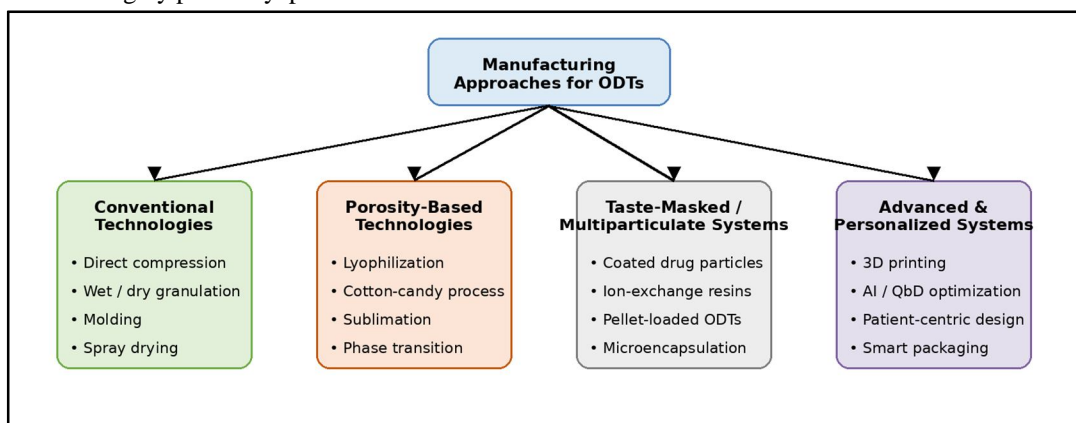 Manufacturing
Approaches for ODTs
Conventional
Technologies
• Direct compression
• Wet / dry granulation
• Molding
• Spray drying
Porosity-Based
Technologies
• Lyophilization
• Cotton-candy process
• Sublimation
• Phase transition
Taste-Masked /
Multiparticulate Systems
• Coated drug particles
• Ion-exchange resins
• Pellet-loaded ODTs
• Microencapsulation
Advanced &
Personalized Systems
• 3D printing
• AI / QbD optimization
• Patient-centric design
• Smart packaging